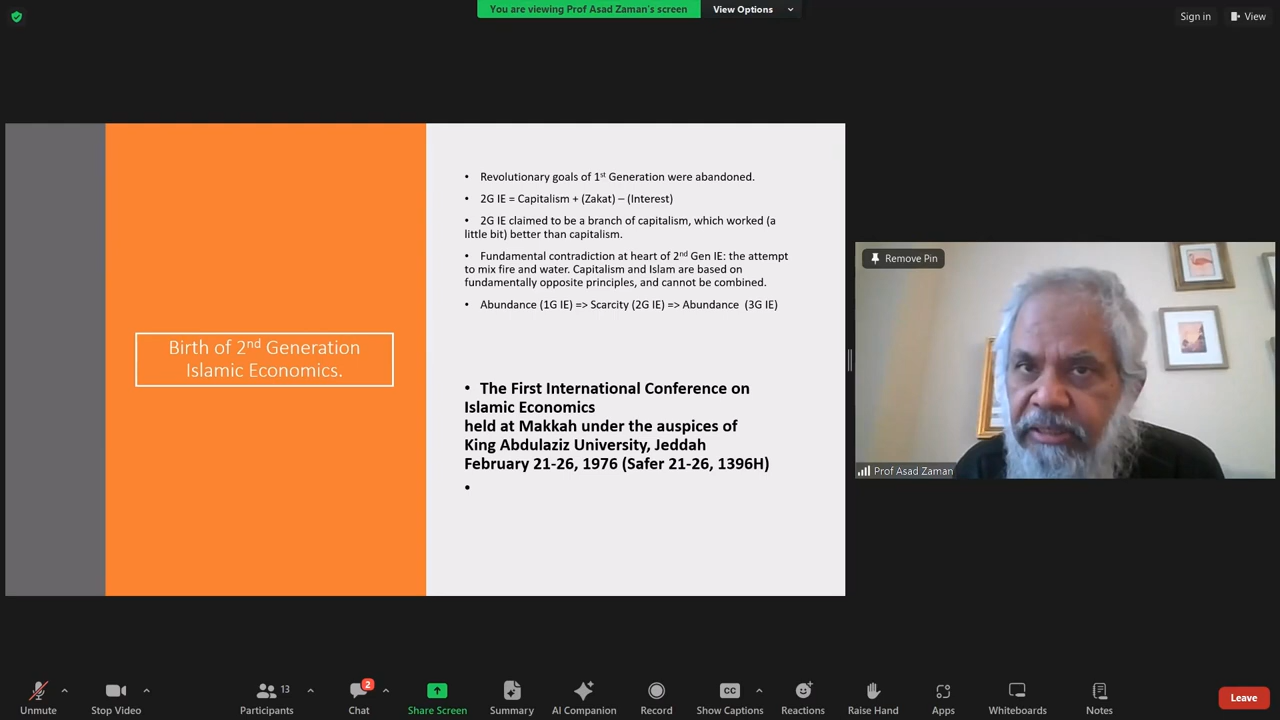 You are viewing Prof Asad Zaman's screen
View Options
Sign in
View
• Revolutionary goals of 1st Generation were abandoned.
• 2G IE = Capitalism + (Zakat) – (Interest)
• 2G IE claimed to be a branch of capitalism, which worked (a
little bit) better than capitalism.
• Fundamental contradiction at heart of 2nd Gen IE: the attempt
to mix fire and water. Capitalism and Islam are based on
fundamentally opposite principles, and cannot be combined.
• Abundance (1G IE) => Scarcity (2G IE) => Abundance (3G IE)
Birth of 2nd Generation
Islamic Economics.
• The First International Conference on
Islamic Economics
held at Makkah under the auspices of
King Abdulaziz University, Jeddah
February 21-26, 1976 (Safer 21-26, 1396H)
•
Remove Pin
Prof Asad Zaman
Unmute
Stop Video
13
Participants
2
Chat
Share Screen
Summary
AI Companion
Record
CC
Show Captions
Reactions
Raise Hand
Apps
Whiteboards
Notes
Leave